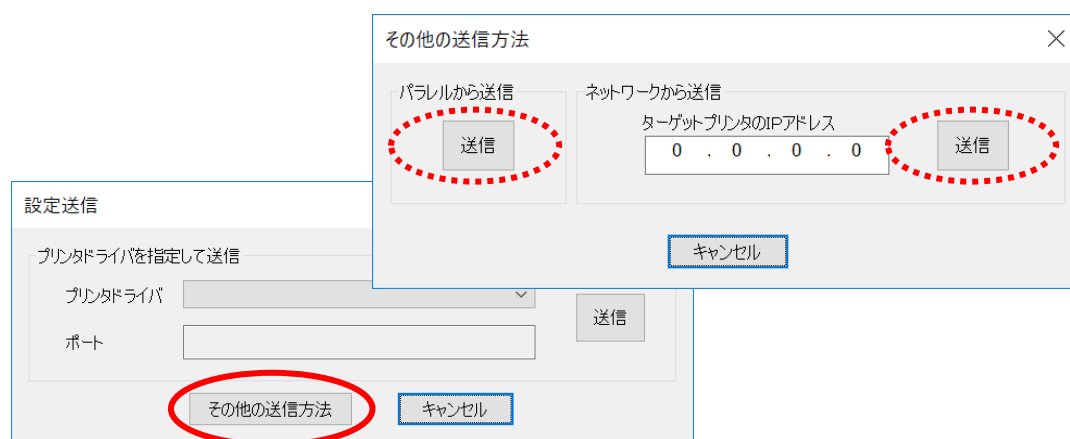 その他の送信方法
パラレルから送信
送信
ネットワークから送信
ターゲットプリンタのIPアドレス
0 . 0 . 0 . 0
送信
キャンセル
設定送信
プリンタドライバを指定して送信
プリンタドライバ
ポート
送信
その他の送信方法
キャンセル